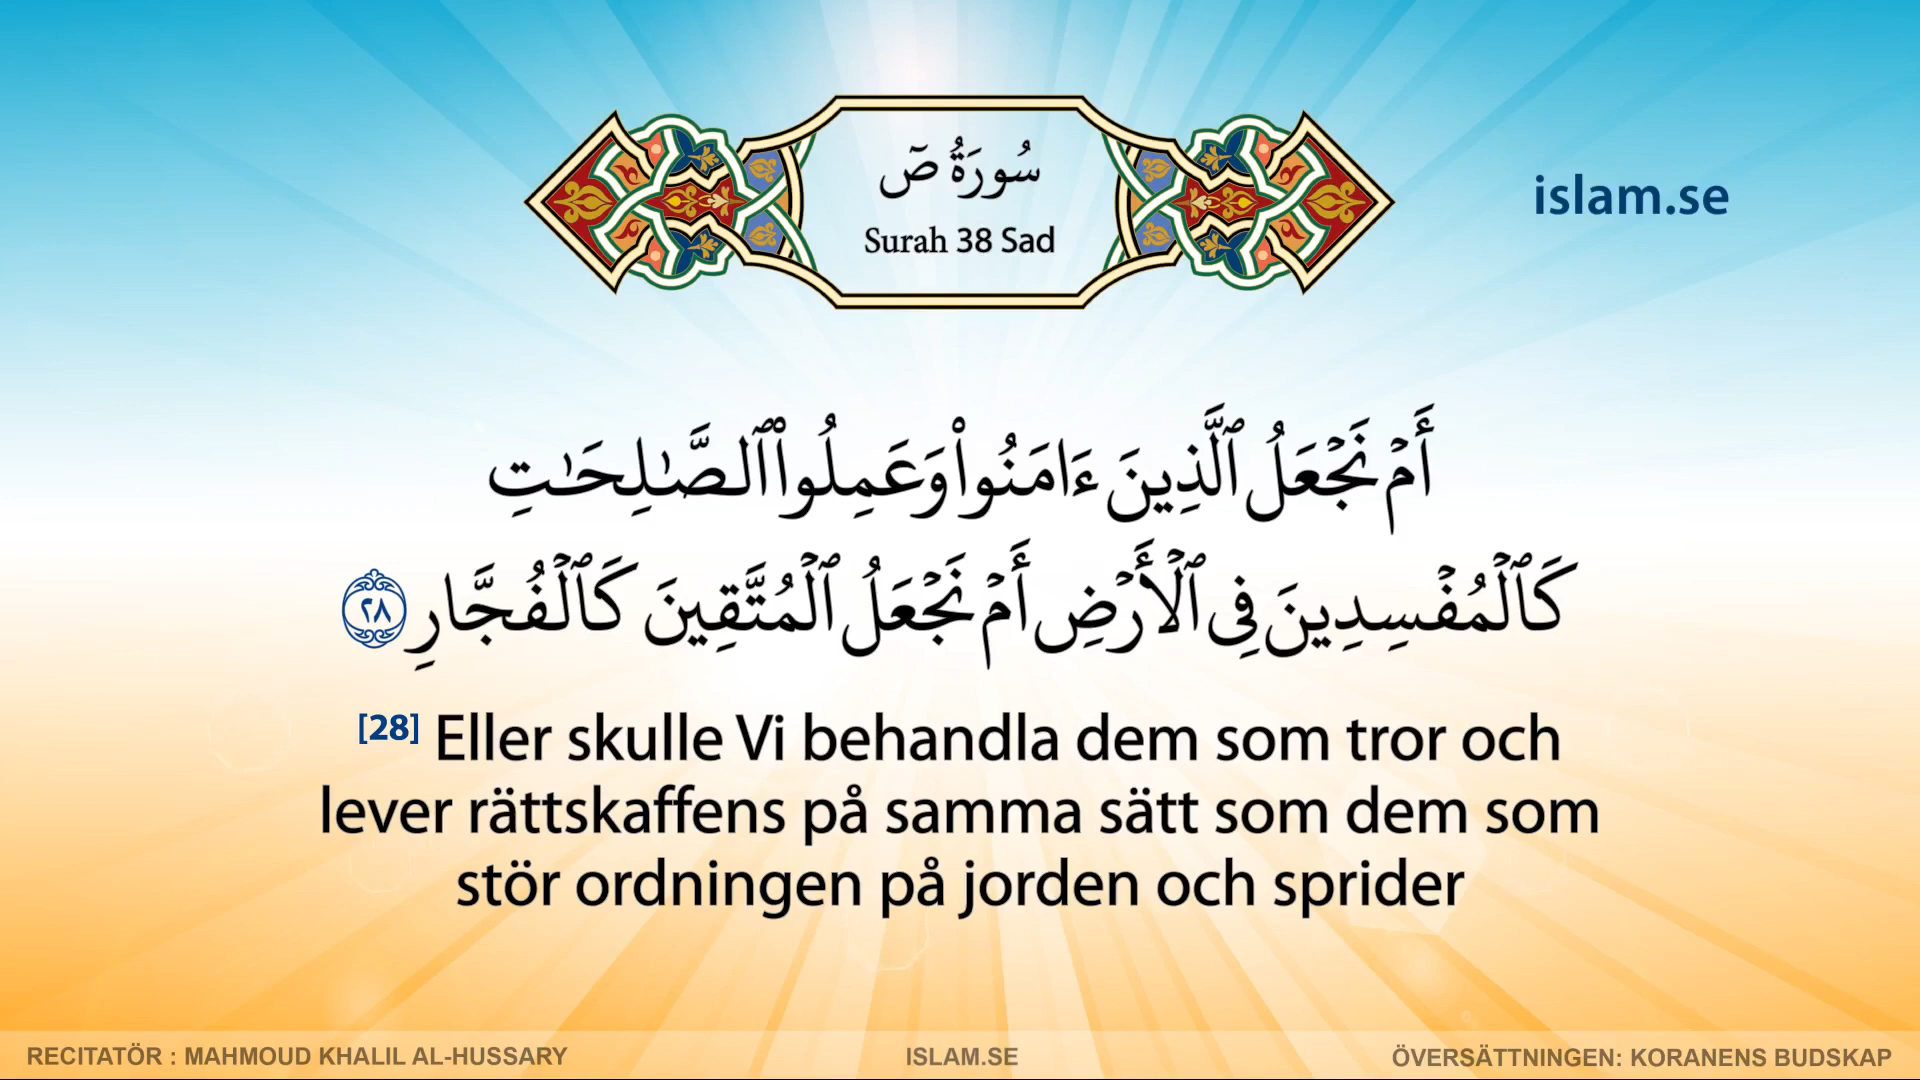 سُورَةُ صٓ
Surah 38 Sad
islam.se
أَمۡ نَجۡعَلُ ٱلَّذِينَ ءَامَنُواْ وَعَمِلُواْ ٱلصَّـٰلِحَـٰتِ
كَٱلۡمُفۡسِدِينَ فِى ٱلۡأَرۡضِ أَمۡ نَجۡعَلُ ٱلۡمُتَّقِينَ كَٱلۡفُجَّارِ ٢٨
[28] Eller skulle Vi behandla dem som tror och
lever rättskaffens på samma sätt som dem som
stör ordningen på jorden och sprider
RECITATÖR : MAHMOUD KHALIL AL-HUSSARY
ISLAM.SE
ÖVERSÄTTNINGEN: KORANENS BUDSKAP